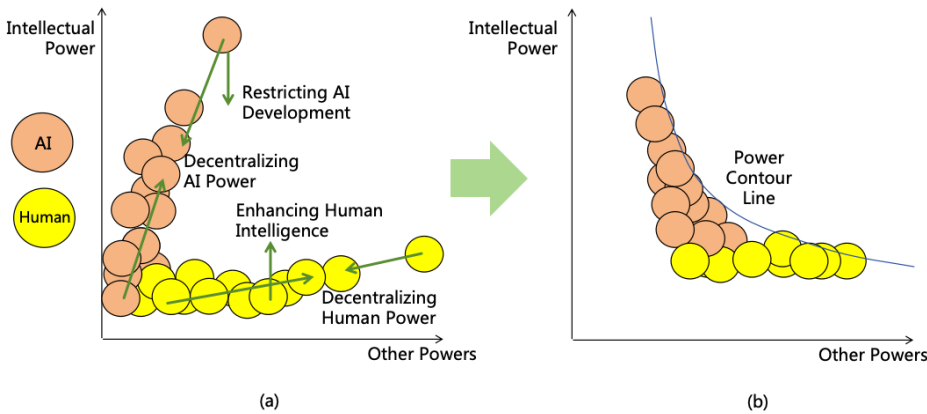 Intellectual
Power
AI
Human
Restricting AI
Development
Decentralizing
AI Power
Enhancing Human
Intelligence
Decentralizing
Human Power
Other Powers
(a)
Intellectual
Power
Power
Contour
Line
Other Powers
(b)